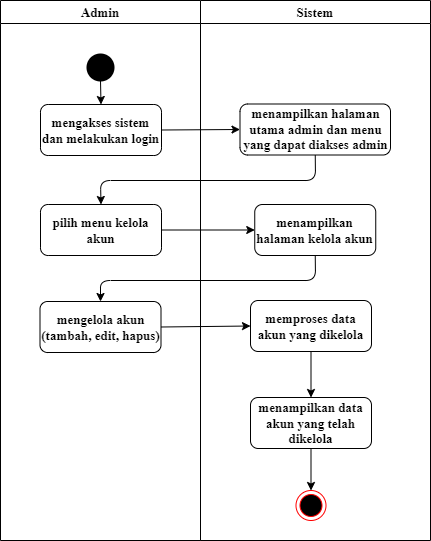 Admin
Sistem
mengakses sistem
dan melakukan login
menampilkan halaman
utama admin dan menu
yang dapat diakses admin
pilih menu kelola
akun
menampilkan
halaman kelola akun
mengelola akun
(tambah, edit, hapus)
memproses data
akun yang dikelola
menampilkan data
akun yang telah
dikelola